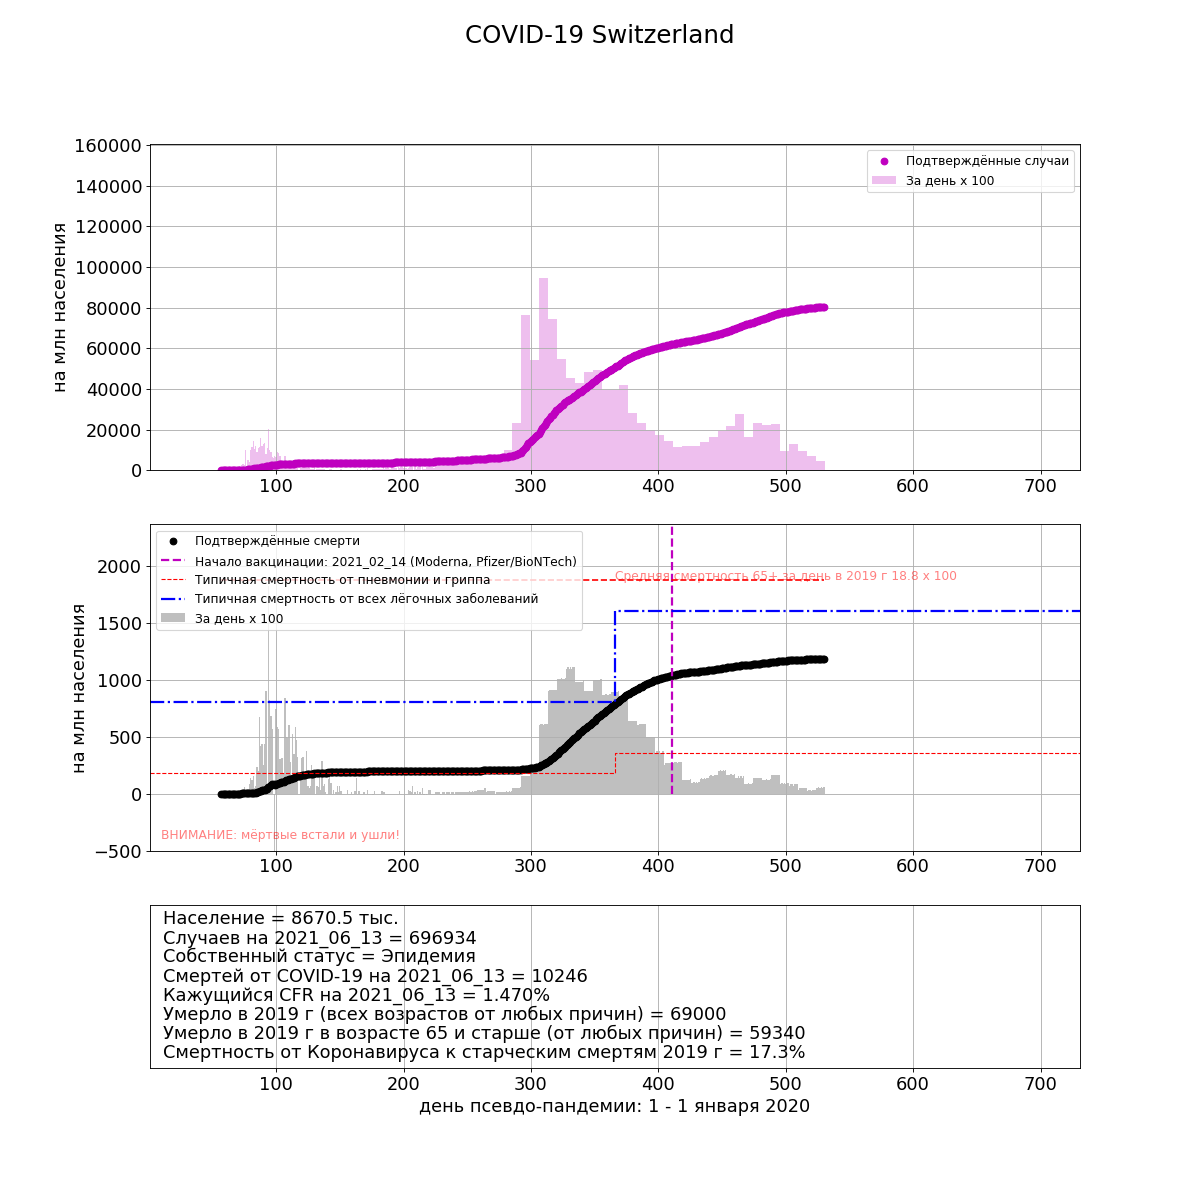 COVID-19 Switzerland
160000
140000
120000
100000
80000
60000
40000
20000
0
на млн населения
Подтверждённые случаи
За день x 100
100 200 300 400 500 600 700
2000
1500
1000
500
0
−500
на млн населения
Подтверждённые смерти
Начало вакцинации: 2021_02_14 (Moderna, Pfizer/BioNTech)
Типичная смертность от пневмонии и гриппа
Типичная смертность от всех лёгочных заболеваний
За день x 100
Средняя смертность 65+ за день в 2019 г 18.8 x 100
ВНИМАНИЕ: мёртвые встали и ушли!
100 200 300 400 500 600 700
Население = 8670.5 тыс.
Случаев на 2021_06_13 = 696934
Собственный статус = Эпидемия
Смертей от COVID-19 на 2021_06_13 = 10246
Кажущийся CFR на 2021_06_13 = 1.470%
Умерло в 2019 г (всех возрастов от любых причин) = 69000
Умерло в 2019 г в возрасте 65 и старше (от любых причин) = 59340
Смертность от Коронавируса к старческим смертям 2019 г = 17.3%
100 200 300 400 500 600 700
день псевдо-пандемии: 1 - 1 января 2020